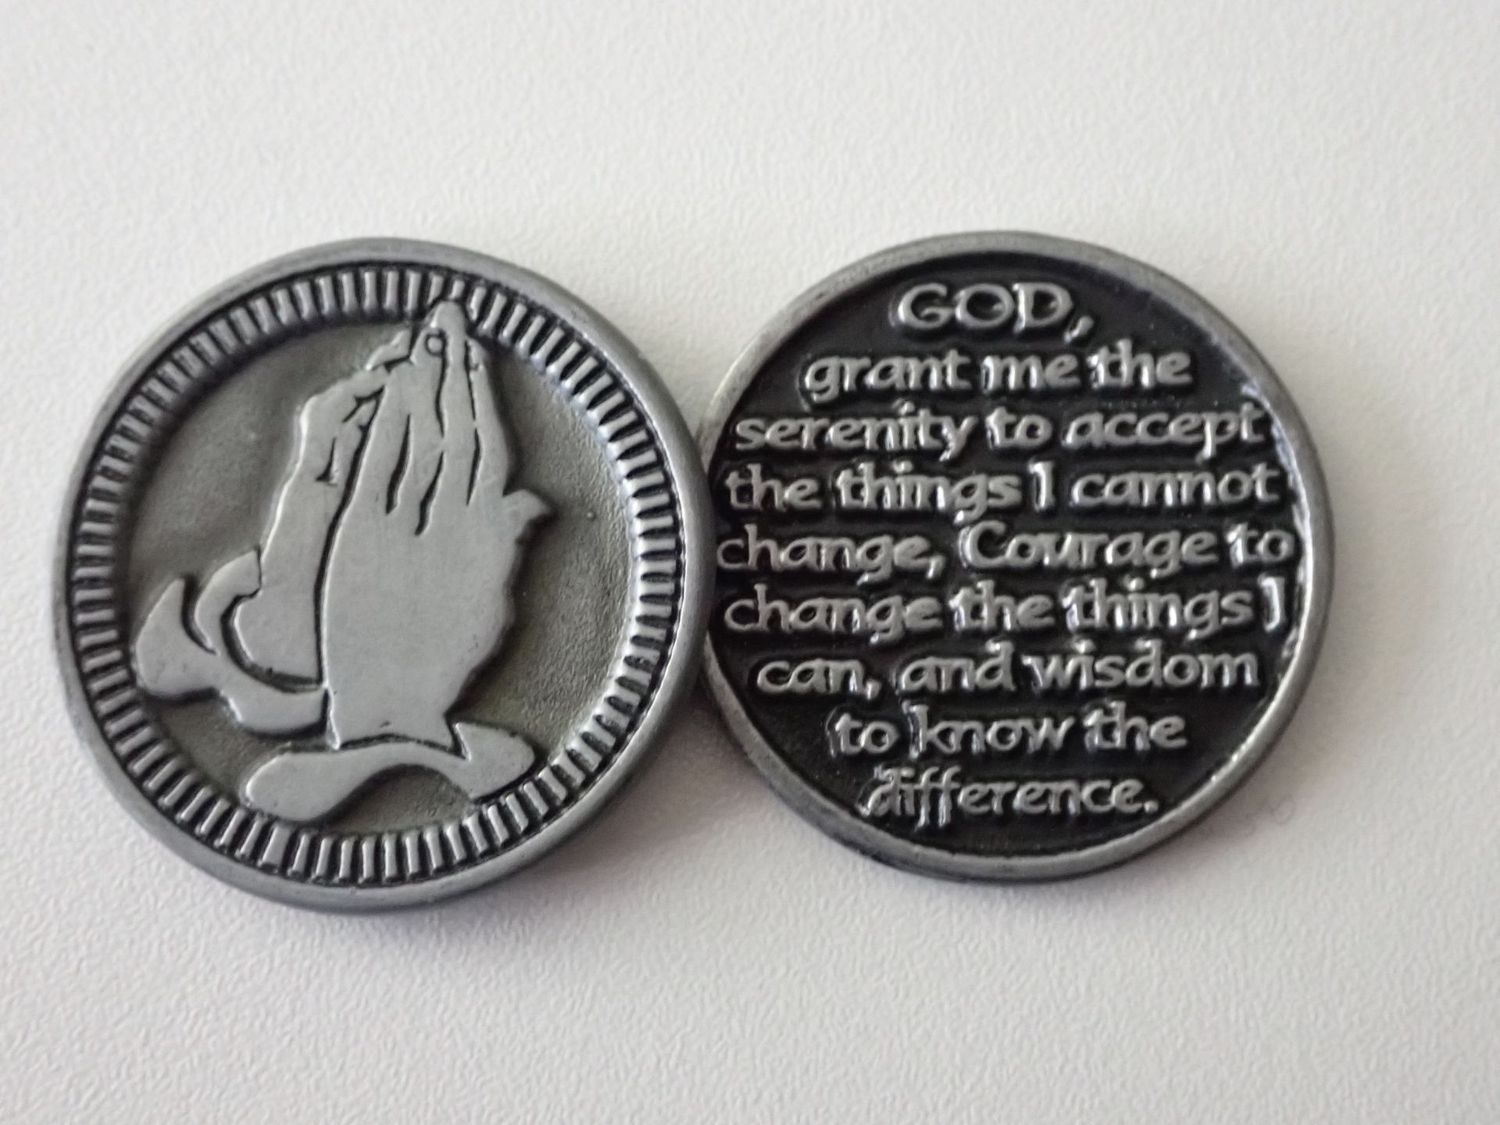 GOD,
grant me the
serenity to accept
the things I cannot
change, Courage to
change the things I
can, and wisdom
to know the
difference.